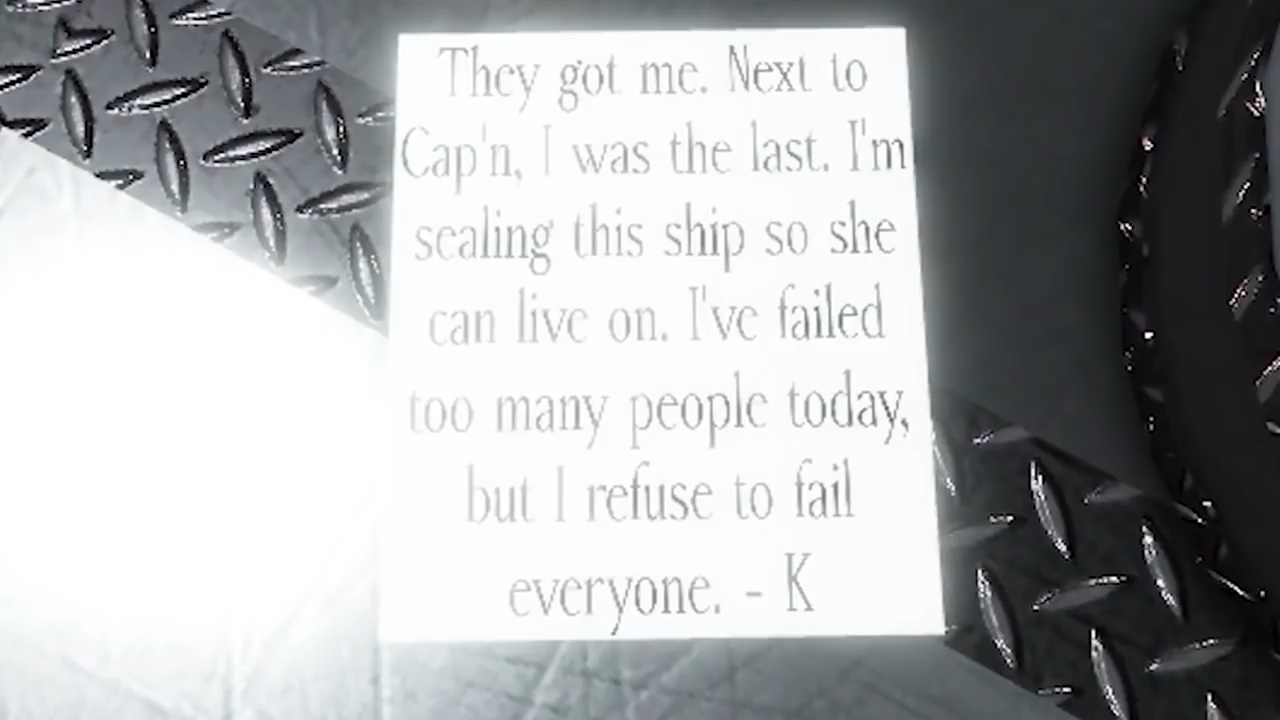 They got me. Next to
Cap'n, I was the last. I'm
sealing this ship so she
can live on. I've failed
too many people today,
but I refuse to fail
everyone. - K